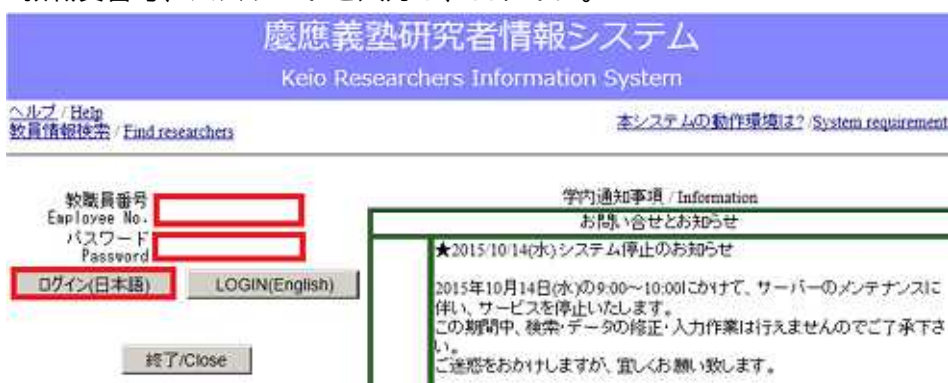 慶應義塾研究者情報システム
Keio Researchers Information System
ヘルプ / Help
教員情報検索 / Find researchers
本システムの動作環境は? /System requirement
教職員番号
Employee No.
パスワード
Password
ログイン(日本語)
LOGIN(English)
終了/Close
学内通知事項 / Information
お問い合せとお知らせ
★2015/10/14(水)システム停止のお知らせ
2015年10月14日(水)の9:00~10:00にかけて、サーバーのメンテナンスに
伴い、サービスを停止いたします。
この期間中、検索・データの修正・入力作業は行えませんのでご了承下さ
い。
ご迷惑をおかけしますが、宜しくお願い致します。